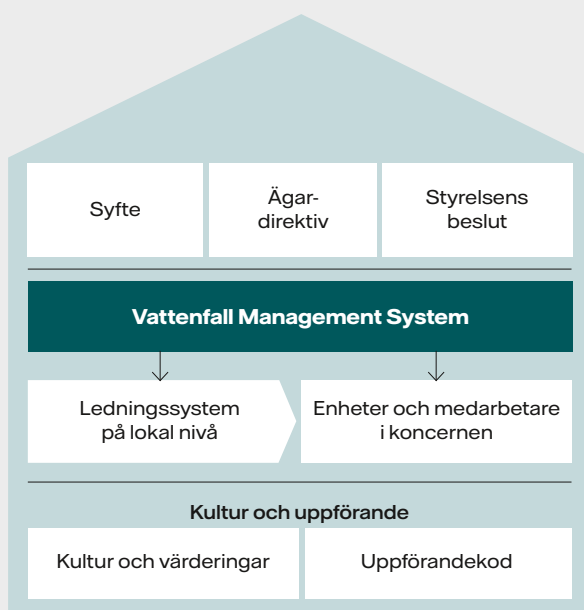 Syfte
Ägar-
direktiv
Styrelsens
beslut
Vattenfall Management System
Ledningssystem
på lokal nivå
Enheter och medarbetare
i koncernen
Kultur och uppförande
Kultur och värderingar
Uppförandekod